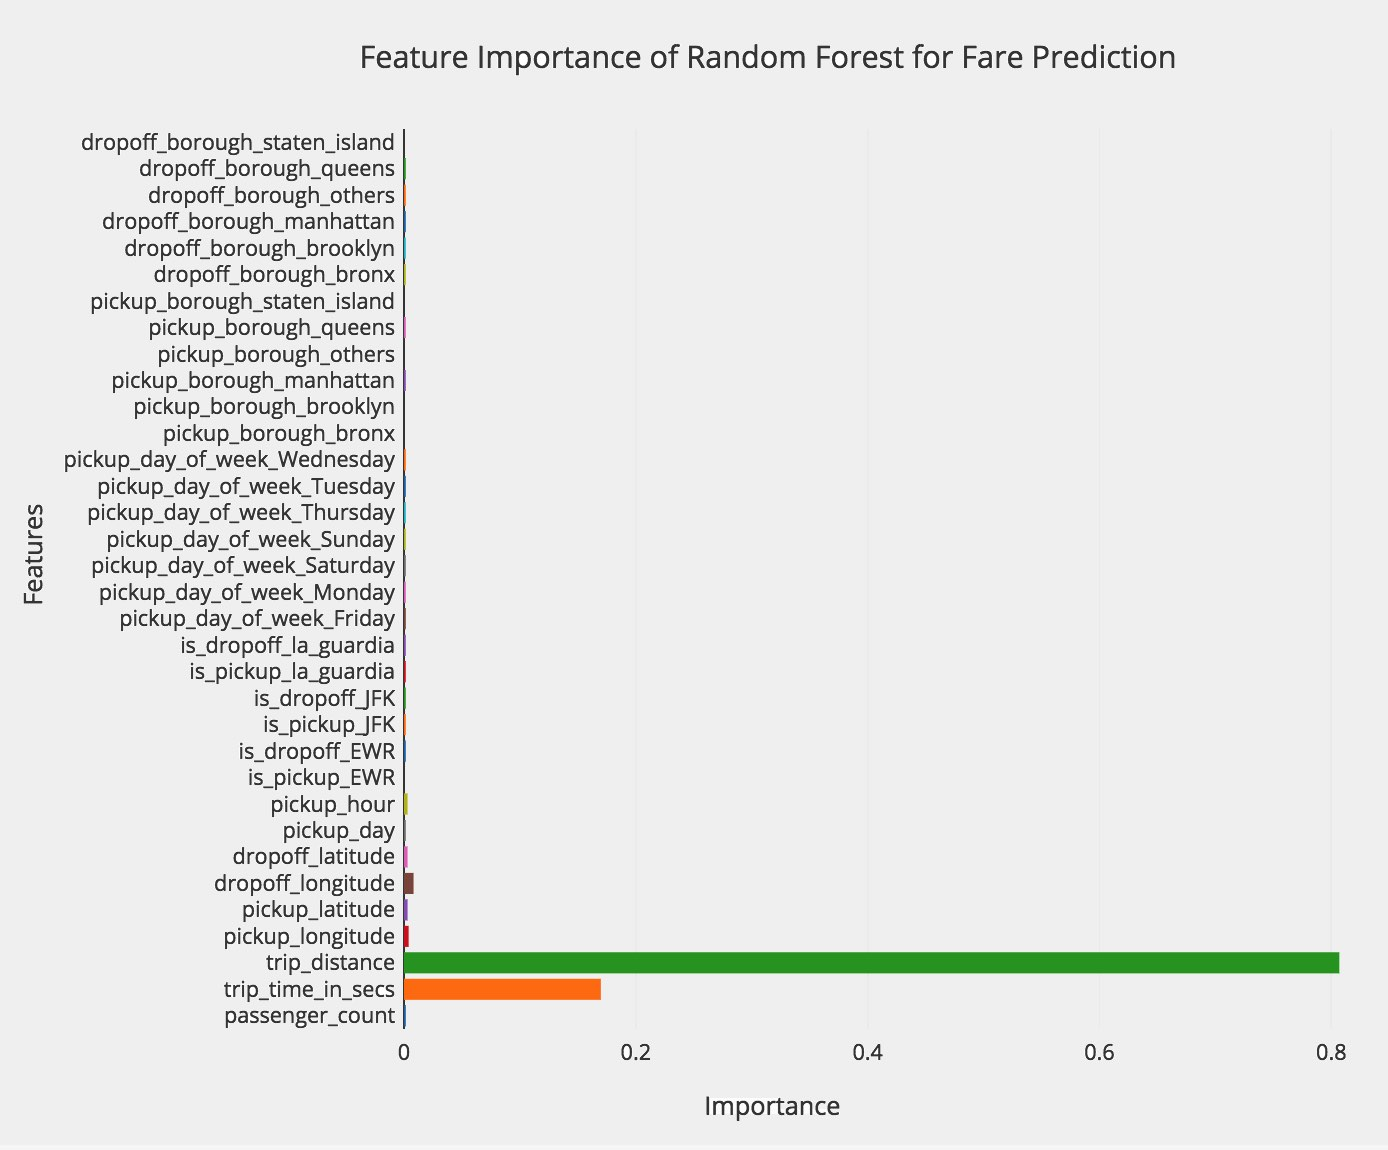 Feature Importance of Random Forest for Fare Prediction
dropoff_borough_staten_island
dropoff_borough_queens
dropoff_borough_others
dropoff_borough_manhattan
dropoff_borough_brooklyn
dropoff_borough_bronx
pickup_borough_staten_island
pickup_borough_queens
pickup_borough_others
pickup_borough_manhattan
pickup_borough_brooklyn
pickup_borough_bronx
pickup_day_of_week_Wednesday
pickup_day_of_week_Tuesday
pickup_day_of_week_Thursday
pickup_day_of_week_Sunday
pickup_day_of_week_Saturday
pickup_day_of_week_Monday
pickup_day_of_week_Friday
is_dropoff_la_guardia
is_pickup_la_guardia
is_dropoff_JFK
is_pickup_JFK
is_dropoff_EWR
is_pickup_EWR
pickup_hour
pickup_day
dropoff_latitude
dropoff_longitude
pickup_latitude
pickup_longitude
trip_distance
trip_time_in_secs
passenger_count
Features
0 0.2 0.4 0.6 0.8
Importance